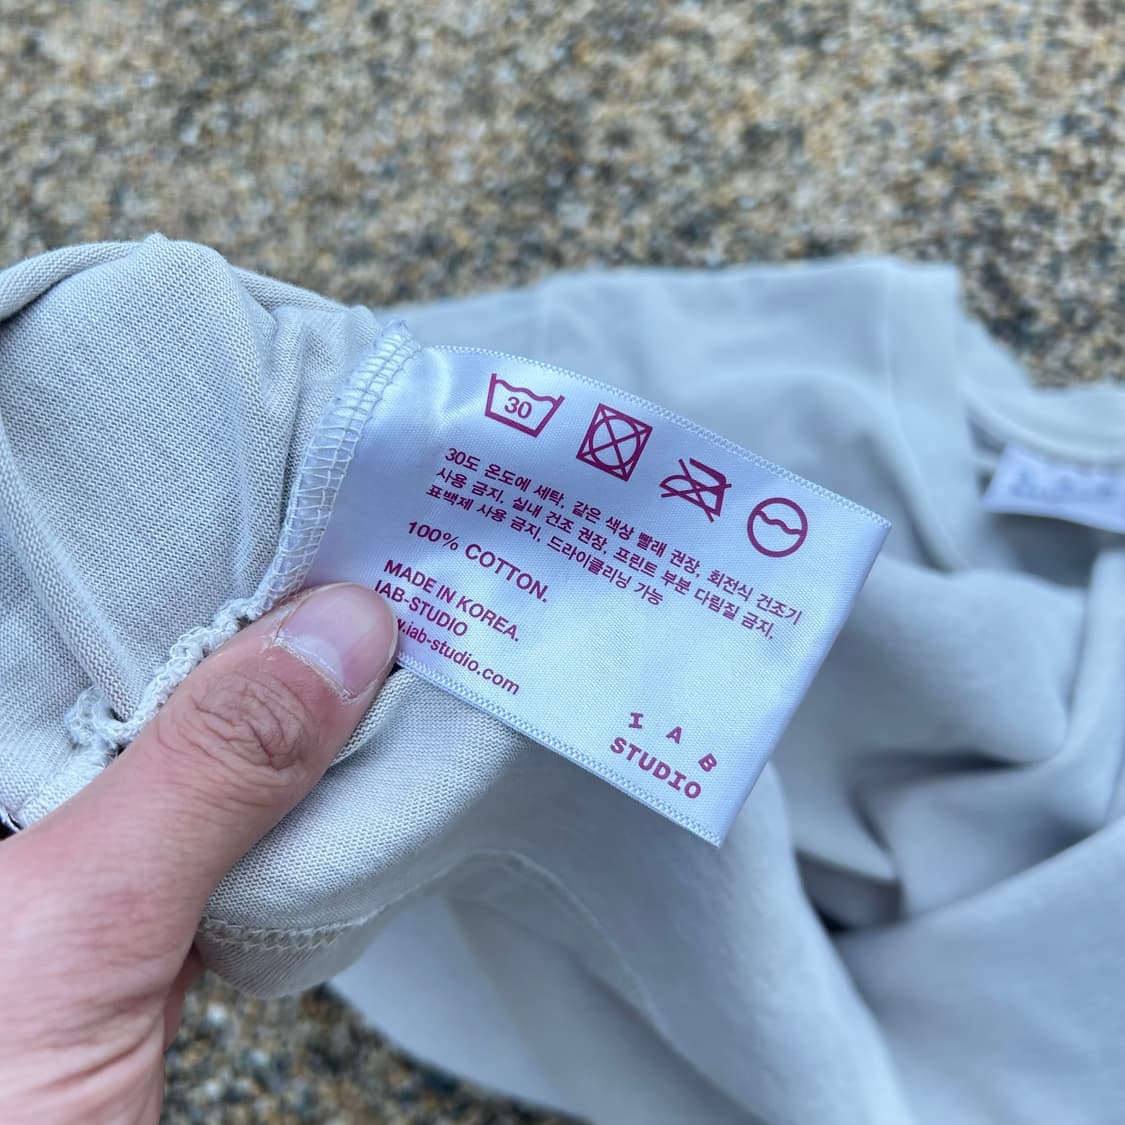 30
30도 온도에 세탁, 같은 색상 빨래 권장, 회전식 건조기
사용 금지, 실내 건조 권장, 프린트 부분 다림질 금지,
표백제 사용 금지, 드라이클리닝 가능
100% COTTON.
MADE IN KOREA.
IAB-STUDIO
.iab-studio.com
I A B
STUDIO